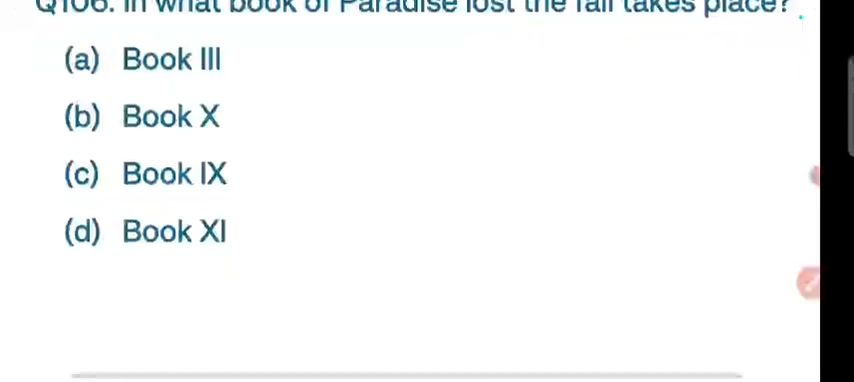 Q106. In what book of Paradise lost the fall takes place?
(a) Book III
(b) Book X
(c) Book IX
(d) Book XI